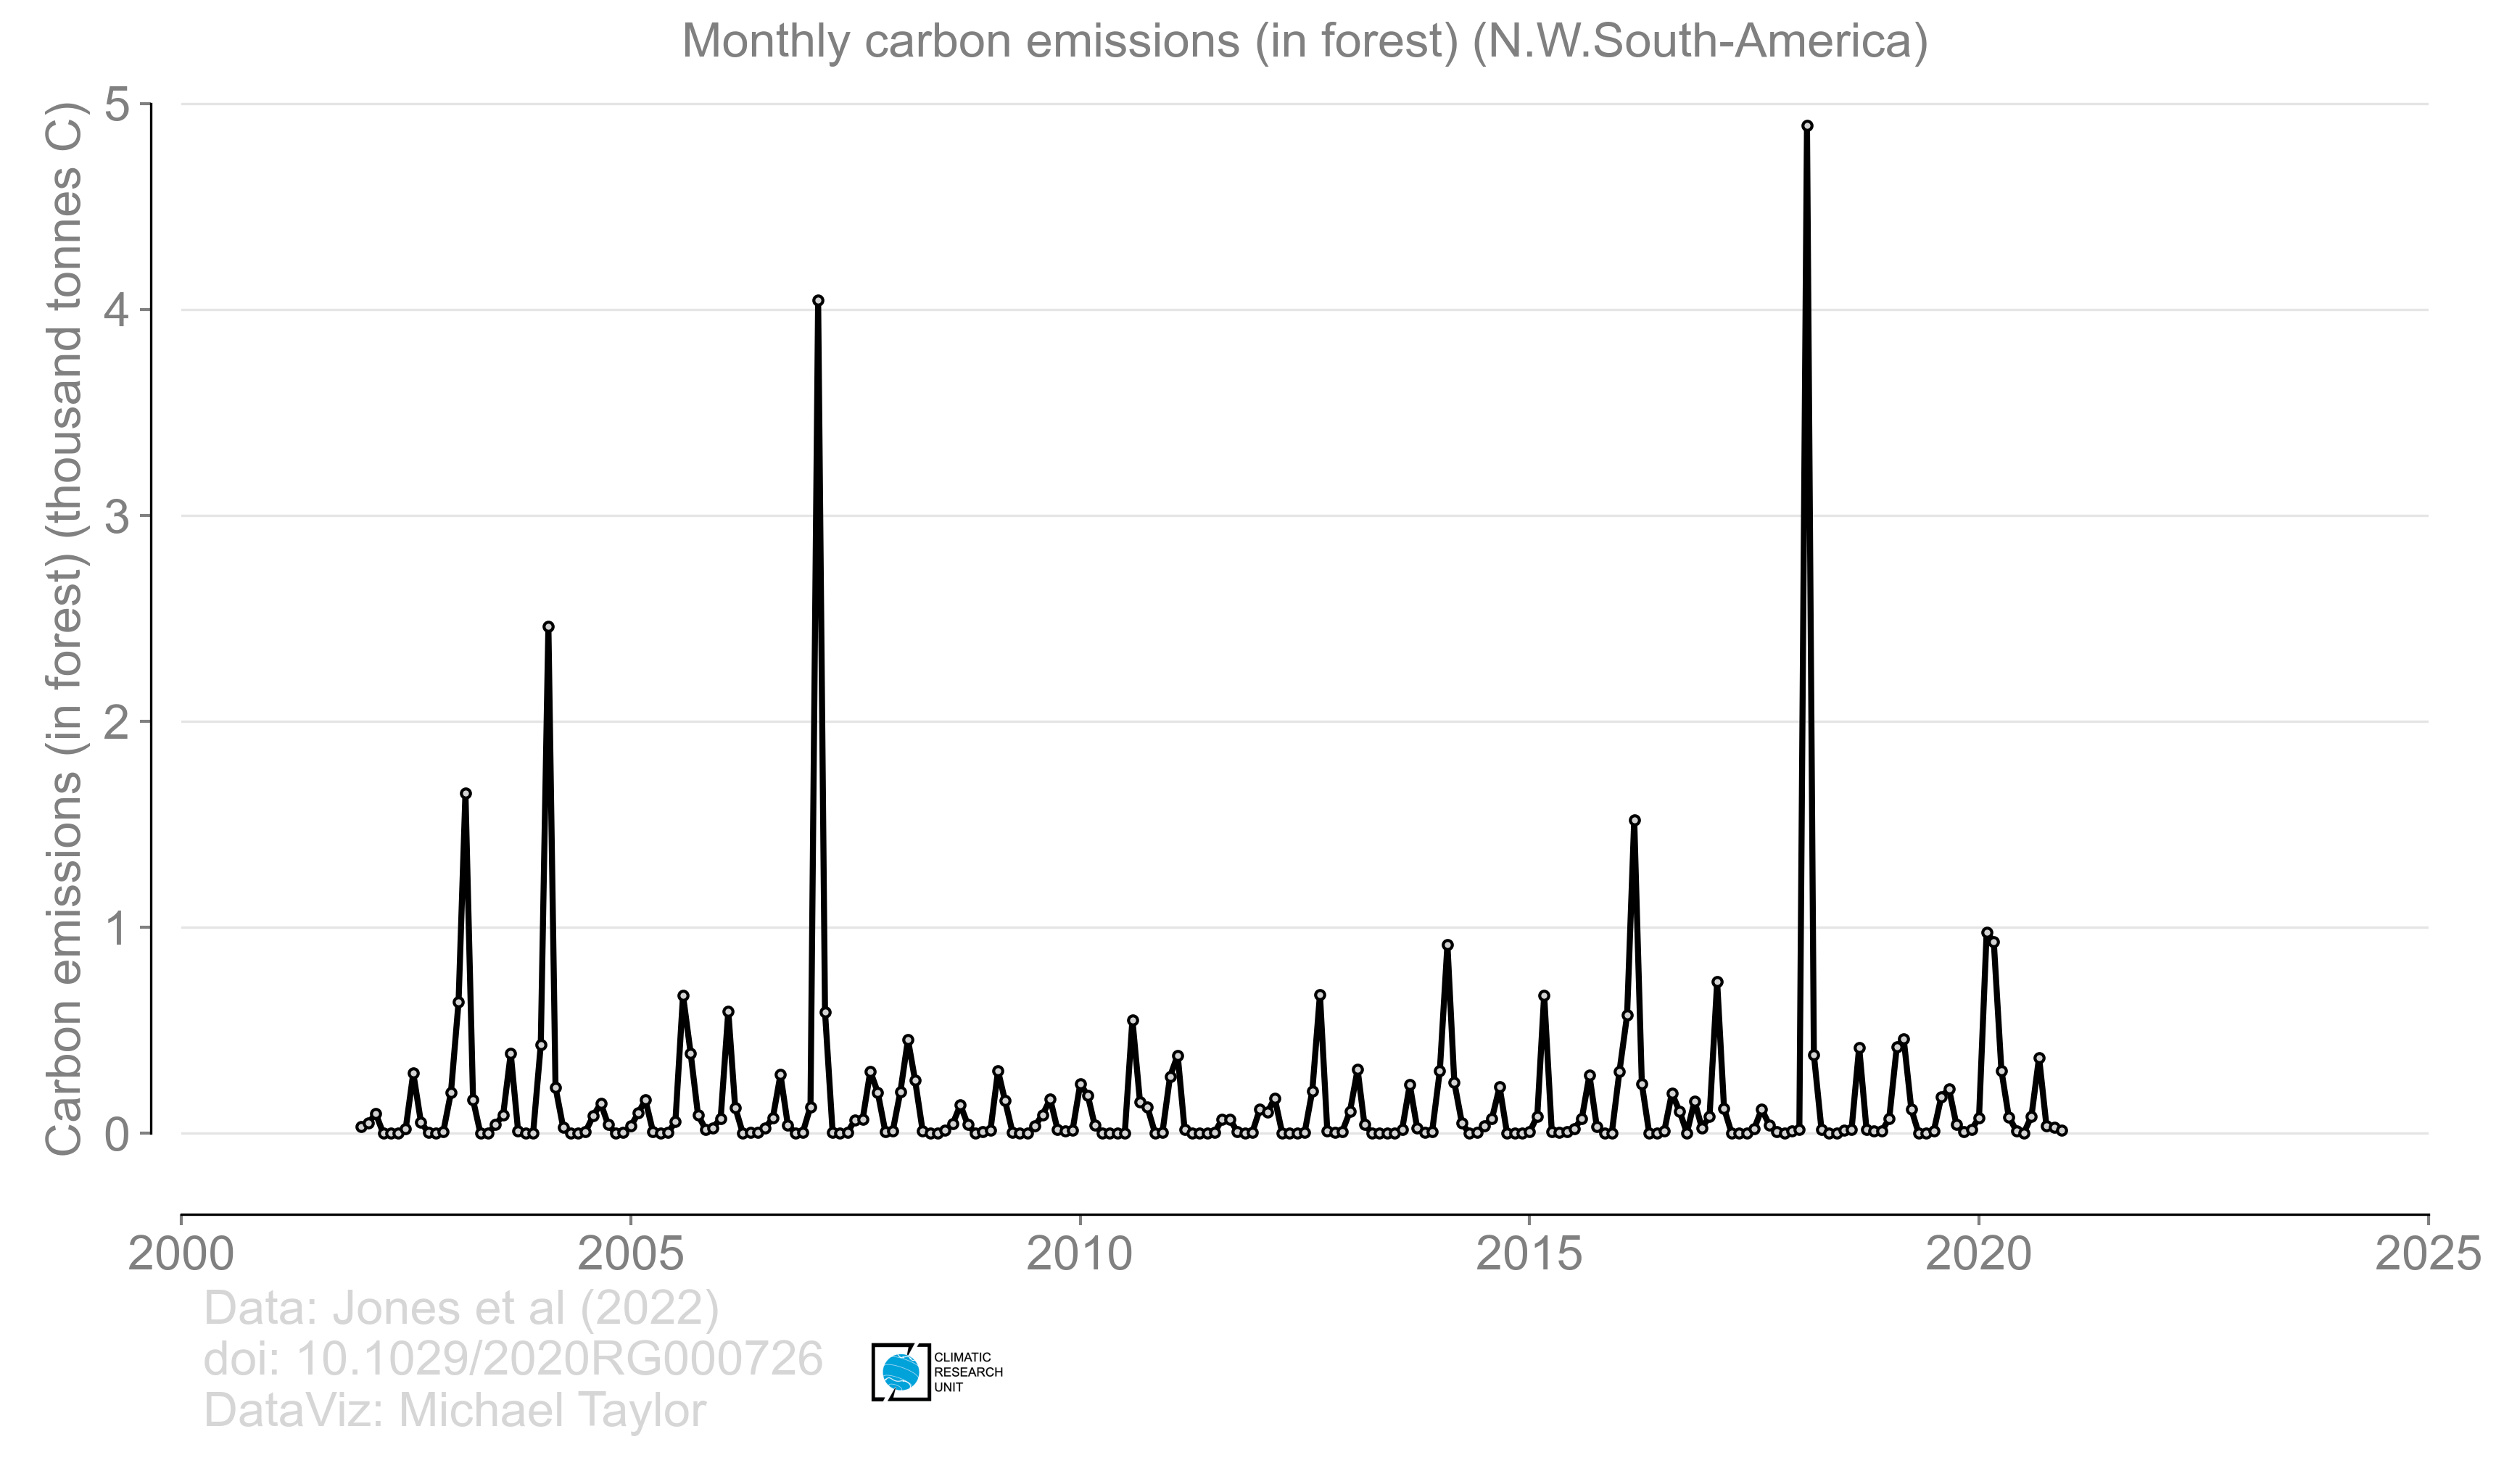 Monthly carbon emissions (in forest) (N.W.South-America)
Carbon emissions (in forest) (thousand tonnes C)
5
4
3
2
1
0
2000
2005
2010
2015
2020
2025
Data: Jones et al (2022)
doi: 10.1029/2020RG000726
DataViz: Michael Taylor
CLIMATIC
RESEARCH
UNIT